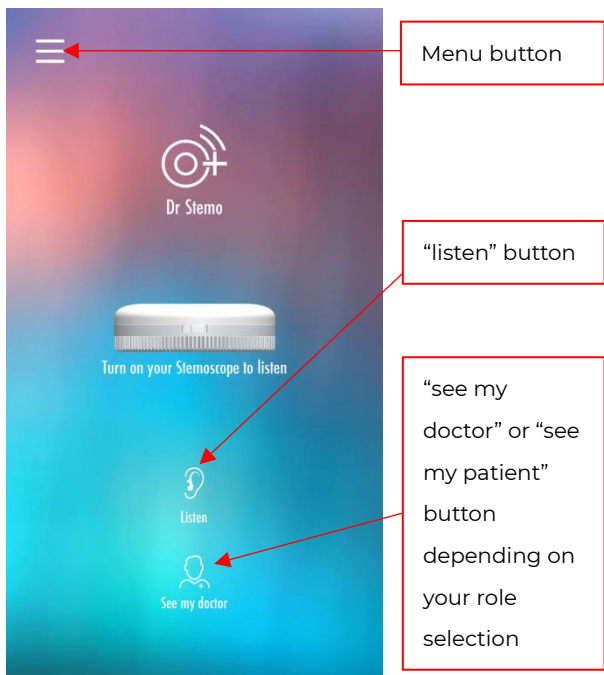 Menu button
Dr Stemo
“listen” button
Turn on your Stemoscope to listen
“see my
doctor” or “see
my patient”
button
depending on
your role
selection
Listen
See my doctor